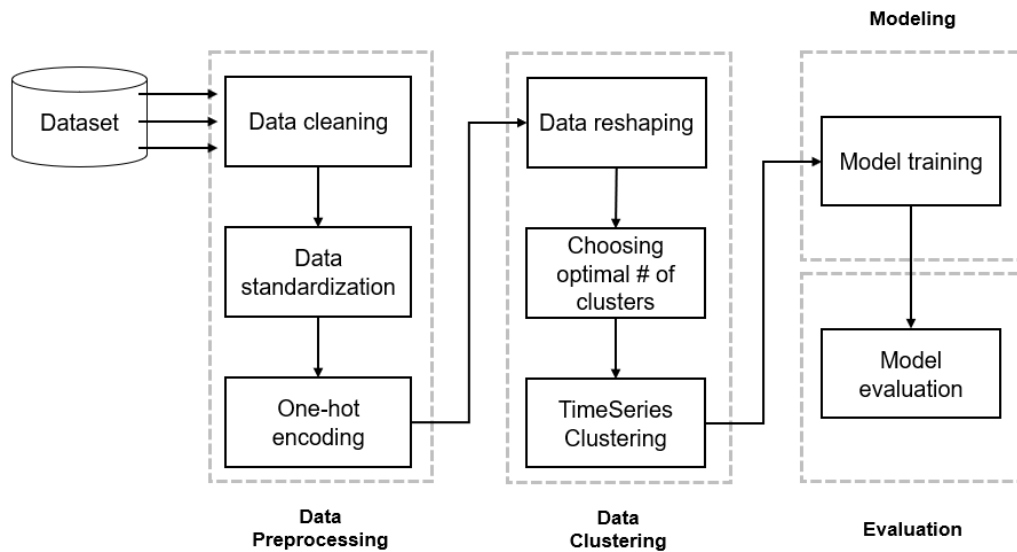 Modeling
Dataset
Data cleaning
Data
standardization
One-hot
encoding
Data
Preprocessing
Data reshaping
Choosing
optimal # of
clusters
TimeSeries
Clustering
Data
Clustering
Model training
Model
evaluation
Evaluation